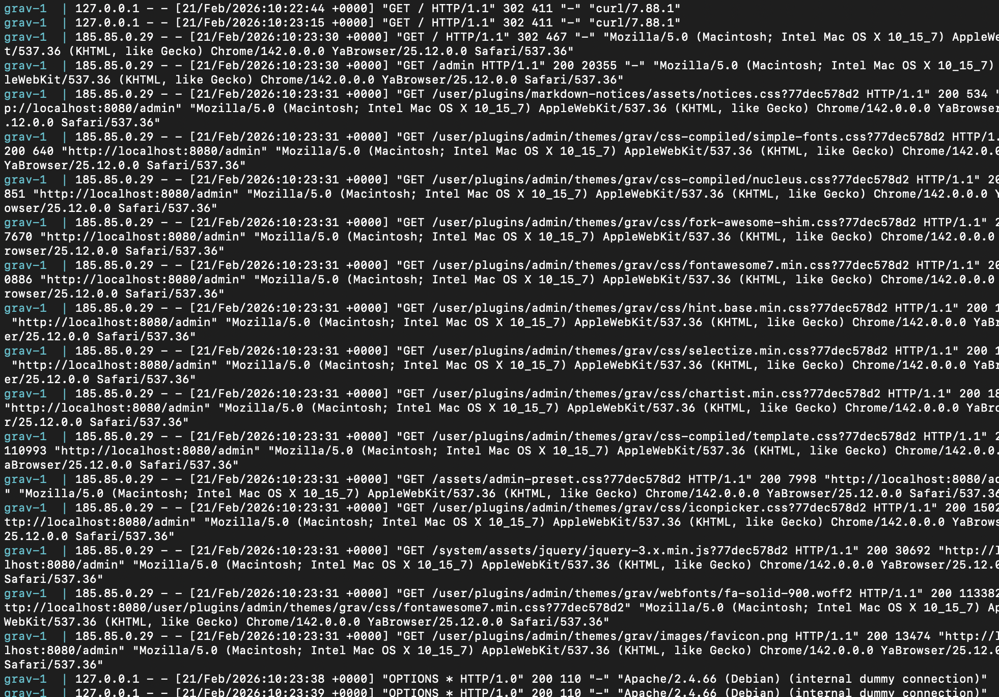 grav-1  | 127.0.0.1 - - [21/Feb/2026:10:22:44 +0000] "GET / HTTP/1.1" 302 411 "-" "curl/7.88.1"
grav-1  | 127.0.0.1 - - [21/Feb/2026:10:23:15 +0000] "GET / HTTP/1.1" 302 411 "-" "curl/7.88.1"
grav-1  | 185.85.0.29 - - [21/Feb/2026:10:23:30 +0000] "GET / HTTP/1.1" 302 467 "-" "Mozilla/5.0 (Macintosh; Intel Mac OS X 10_15_7) AppleWe
t/537.36 (KHTML, like Gecko) Chrome/142.0.0.0 YaBrowser/25.12.0.0 Safari/537.36"
grav-1  | 185.85.0.29 - - [21/Feb/2026:10:23:30 +0000] "GET /admin HTTP/1.1" 200 20355 "-" "Mozilla/5.0 (Macintosh; Intel Mac OS X 10_15_7)
leWebKit/537.36 (KHTML, like Gecko) Chrome/142.0.0.0 YaBrowser/25.12.0.0 Safari/537.36"
grav-1  | 185.85.0.29 - - [21/Feb/2026:10:23:31 +0000] "GET /user/plugins/markdown-notices/assets/notices.css?77dec578d2 HTTP/1.1" 200 534 "
p://localhost:8080/admin" "Mozilla/5.0 (Macintosh; Intel Mac OS X 10_15_7) AppleWebKit/537.36 (KHTML, like Gecko) Chrome/142.0.0.0 YaBrowser
.12.0.0 Safari/537.36"
grav-1  | 185.85.0.29 - - [21/Feb/2026:10:23:31 +0000] "GET /user/plugins/admin/themes/grav/css-compiled/simple-fonts.css?77dec578d2 HTTP/1.
200 640 "http://localhost:8080/admin" "Mozilla/5.0 (Macintosh; Intel Mac OS X 10_15_7) AppleWebKit/537.36 (KHTML, like Gecko) Chrome/142.0.0
YaBrowser/25.12.0.0 Safari/537.36"
grav-1  | 185.85.0.29 - - [21/Feb/2026:10:23:31 +0000] "GET /user/plugins/admin/themes/grav/css-compiled/nucleus.css?77dec578d2 HTTP/1.1" 20
851 "http://localhost:8080/admin" "Mozilla/5.0 (Macintosh; Intel Mac OS X 10_15_7) AppleWebKit/537.36 (KHTML, like Gecko) Chrome/142.0.0.0 Y
owser/25.12.0.0 Safari/537.36"
grav-1  | 185.85.0.29 - - [21/Feb/2026:10:23:31 +0000] "GET /user/plugins/admin/themes/grav/css/fork-awesome-shim.css?77dec578d2 HTTP/1.1" 2
7670 "http://localhost:8080/admin" "Mozilla/5.0 (Macintosh; Intel Mac OS X 10_15_7) AppleWebKit/537.36 (KHTML, like Gecko) Chrome/142.0.0.0
rowser/25.12.0.0 Safari/537.36"
grav-1  | 185.85.0.29 - - [21/Feb/2026:10:23:31 +0000] "GET /user/plugins/admin/themes/grav/css/fontawesome7.min.css?77dec578d2 HTTP/1.1" 20
0886 "http://localhost:8080/admin" "Mozilla/5.0 (Macintosh; Intel Mac OS X 10_15_7) AppleWebKit/537.36 (KHTML, like Gecko) Chrome/142.0.0.0
rowser/25.12.0.0 Safari/537.36"
grav-1  | 185.85.0.29 - - [21/Feb/2026:10:23:31 +0000] "GET /user/plugins/admin/themes/grav/css/hint.base.min.css?77dec578d2 HTTP/1.1" 200 1
 "http://localhost:8080/admin" "Mozilla/5.0 (Macintosh; Intel Mac OS X 10_15_7) AppleWebKit/537.36 (KHTML, like Gecko) Chrome/142.0.0.0 YaBr
er/25.12.0.0 Safari/537.36"
grav-1  | 185.85.0.29 - - [21/Feb/2026:10:23:31 +0000] "GET /user/plugins/admin/themes/grav/css/selectize.min.css?77dec578d2 HTTP/1.1" 200 1
 "http://localhost:8080/admin" "Mozilla/5.0 (Macintosh; Intel Mac OS X 10_15_7) AppleWebKit/537.36 (KHTML, like Gecko) Chrome/142.0.0.0 YaBr
er/25.12.0.0 Safari/537.36"
grav-1  | 185.85.0.29 - - [21/Feb/2026:10:23:31 +0000] "GET /user/plugins/admin/themes/grav/css/chartist.min.css?77dec578d2 HTTP/1.1" 200 18
"http://localhost:8080/admin" "Mozilla/5.0 (Macintosh; Intel Mac OS X 10_15_7) AppleWebKit/537.36 (KHTML, like Gecko) Chrome/142.0.0.0 YaBro
r/25.12.0.0 Safari/537.36"
grav-1  | 185.85.0.29 - - [21/Feb/2026:10:23:31 +0000] "GET /user/plugins/admin/themes/grav/css-compiled/template.css?77dec578d2 HTTP/1.1" 2
110993 "http://localhost:8080/admin" "Mozilla/5.0 (Macintosh; Intel Mac OS X 10_15_7) AppleWebKit/537.36 (KHTML, like Gecko) Chrome/142.0.0.
aBrowser/25.12.0.0 Safari/537.36"
grav-1  | 185.85.0.29 - - [21/Feb/2026:10:23:31 +0000] "GET /assets/admin-preset.css?77dec578d2 HTTP/1.1" 200 7998 "http://localhost:8080/ad
" "Mozilla/5.0 (Macintosh; Intel Mac OS X 10_15_7) AppleWebKit/537.36 (KHTML, like Gecko) Chrome/142.0.0.0 YaBrowser/25.12.0.0 Safari/537.36
grav-1  | 185.85.0.29 - - [21/Feb/2026:10:23:31 +0000] "GET /user/plugins/admin/themes/grav/css/iconpicker.css?77dec578d2 HTTP/1.1" 200 1502
ttp://localhost:8080/admin" "Mozilla/5.0 (Macintosh; Intel Mac OS X 10_15_7) AppleWebKit/537.36 (KHTML, like Gecko) Chrome/142.0.0.0 YaBrows
25.12.0.0 Safari/537.36"
grav-1  | 185.85.0.29 - - [21/Feb/2026:10:23:31 +0000] "GET /system/assets/jquery/jquery-3.x.min.js?77dec578d2 HTTP/1.1" 200 30692 "http://l
lhost:8080/admin" "Mozilla/5.0 (Macintosh; Intel Mac OS X 10_15_7) AppleWebKit/537.36 (KHTML, like Gecko) Chrome/142.0.0.0 YaBrowser/25.12.0
Safari/537.36"
grav-1  | 185.85.0.29 - - [21/Feb/2026:10:23:31 +0000] "GET /user/plugins/admin/themes/grav/webfonts/fa-solid-900.woff2 HTTP/1.1" 200 113382
ttp://localhost:8080/user/plugins/admin/themes/grav/css/fontawesome7.min.css?77dec578d2" "Mozilla/5.0 (Macintosh; Intel Mac OS X 10_15_7) Ap
WebKit/537.36 (KHTML, like Gecko) Chrome/142.0.0.0 YaBrowser/25.12.0.0 Safari/537.36"
grav-1  | 185.85.0.29 - - [21/Feb/2026:10:23:31 +0000] "GET /user/plugins/admin/themes/grav/images/favicon.png HTTP/1.1" 200 13474 "http://l
lhost:8080/admin" "Mozilla/5.0 (Macintosh; Intel Mac OS X 10_15_7) AppleWebKit/537.36 (KHTML, like Gecko) Chrome/142.0.0.0 YaBrowser/25.12.0
Safari/537.36"
grav-1  | 127.0.0.1 - - [21/Feb/2026:10:23:38 +0000] "OPTIONS * HTTP/1.0" 200 110 "-" "Apache/2.4.66 (Debian) (internal dummy connection)"
grav-1  | 127.0.0.1 - - [21/Feb/2026:10:23:39 +0000] "OPTIONS * HTTP/1.0" 200 110 "-" "Apache/2.4.66 (Debian) (internal dummy connection)"